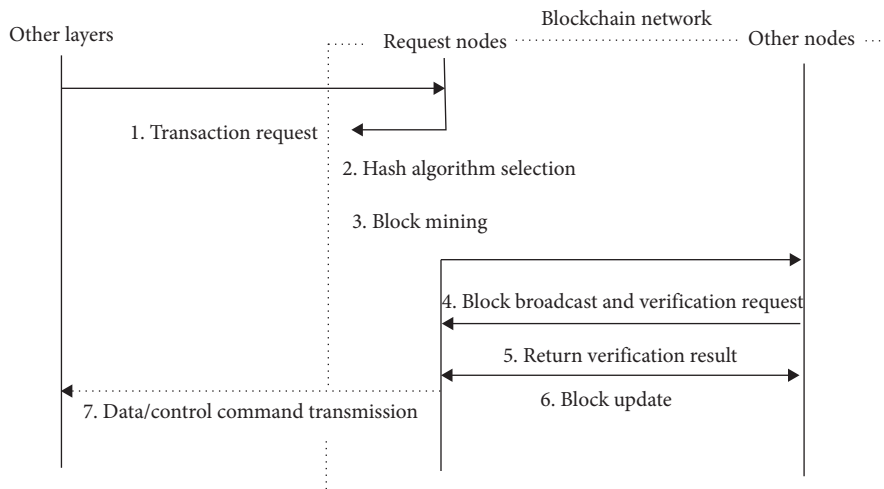 Blockchain network
Other layers
Request nodes
Other nodes
1. Transaction request
2. Hash algorithm selection
3. Block mining
4. Block broadcast and verification request
5. Return verification result
6. Block update
7. Data/control command transmission